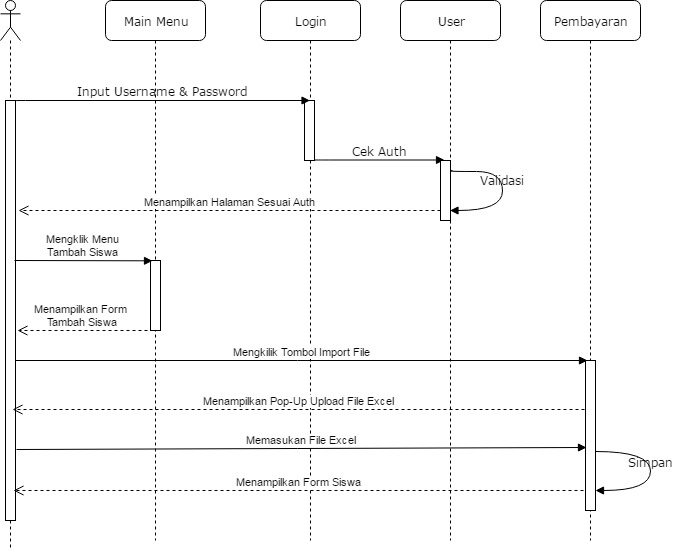 Main Menu
Login
User
Pembayaran
Input Username & Password
Cek Auth
Validasi
Menampilkan Halaman Sesuai Auth
Mengklik Menu
Tambah Siswa
Menampilkan Form
Tambah Siswa
Mengkilik Tombol Import File
Menampilkan Pop-Up Upload File Excel
Memasukan File Excel
Simpan
Menampilkan Form Siswa